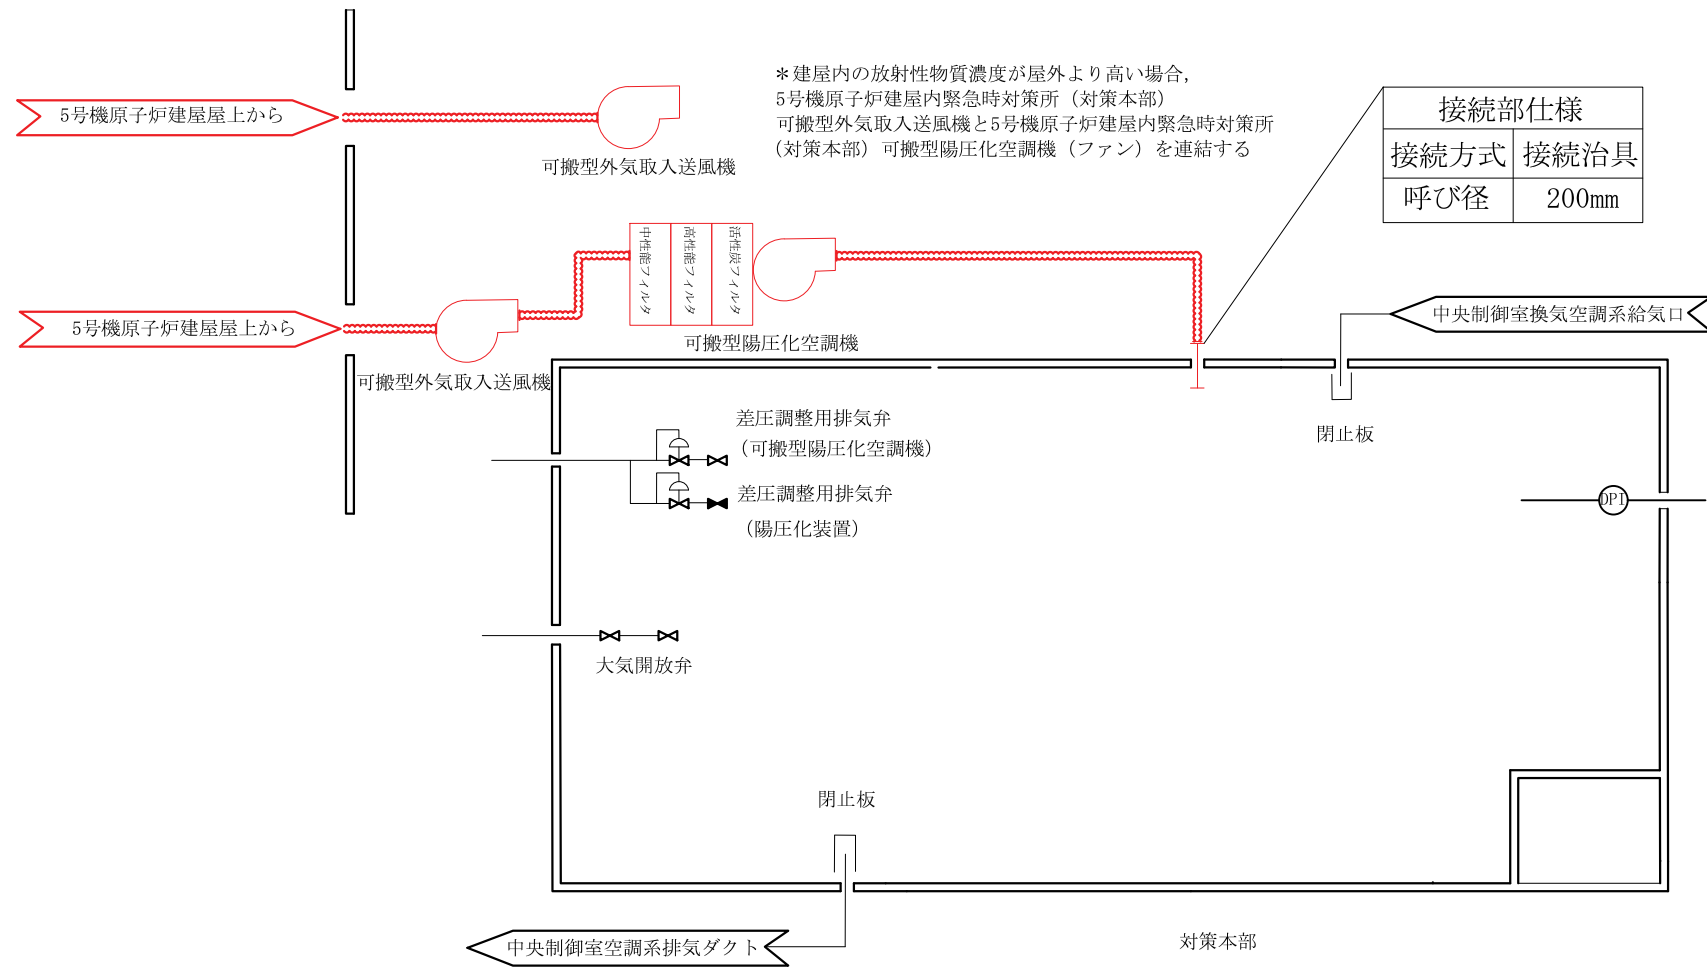 5号機原子炉建屋屋上から
可搬型外気取入送風機
＊建屋内の放射性物質濃度が屋外より高い場合，
5号機原子炉建屋内緊急時対策所（対策本部）
可搬型外気取入送風機と5号機原子炉建屋内緊急時対策所
（対策本部）可搬型陽圧化空調機（ファン）を連結する
接続部仕様
接続方式 接続治具
呼び径 200mm
中性能フィルタ
高性能フィルタ
活性炭フィルタ
可搬型陽圧化空調機
5号機原子炉建屋屋上から
可搬型外気取入送風機
中央制御室換気空調系給気口
閉止板
差圧調整用排気弁
（可搬型陽圧化空調機）
差圧調整用排気弁
（陽圧化装置）
DPI
大気開放弁
閉止板
中央制御室空調系排気ダクト
対策本部